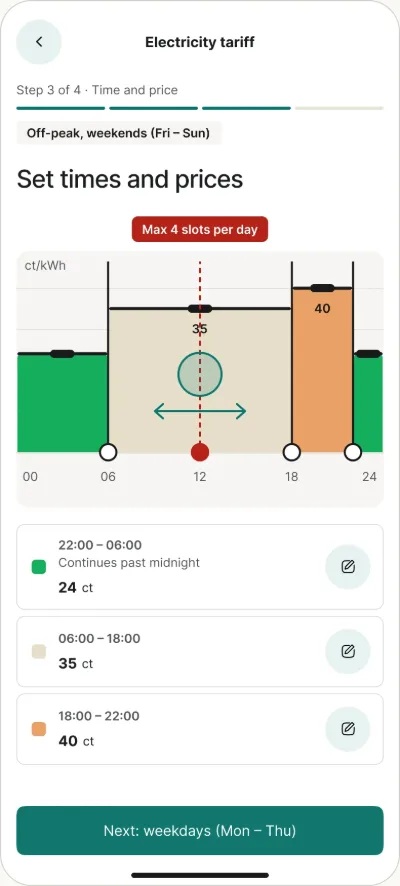 Electricity tariff
Step 3 of 4 · Time and price
Off-peak, weekends (Fri – Sun)
Set times and prices
Max 4 slots per day
ct/kWh
40
35
00 06 12 18 24
22:00 – 06:00
Continues past midnight
24 ct
06:00 – 18:00
35 ct
18:00 – 22:00
40 ct
Next: weekdays (Mon – Thu)